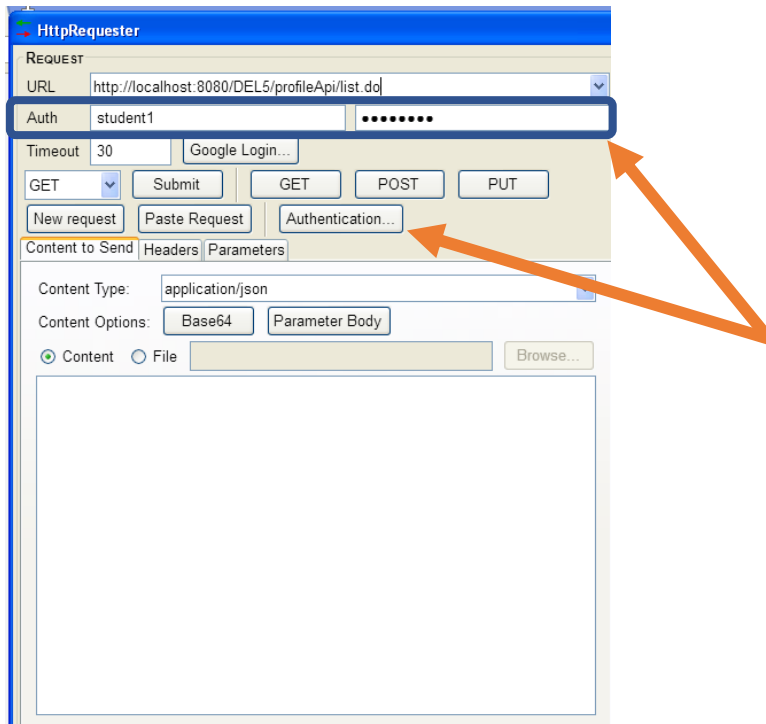 HttpRequester
REQUEST
URL http://localhost:8080/DEL5/profileApi/list.do
Auth student1 ••••••••
Timeout 30 Google Login...
GET Submit GET POST PUT
New request Paste Request Authentication...
Content to Send Headers Parameters
Content Type: application/json
Content Options: Base64 Parameter Body
Content File Browse...